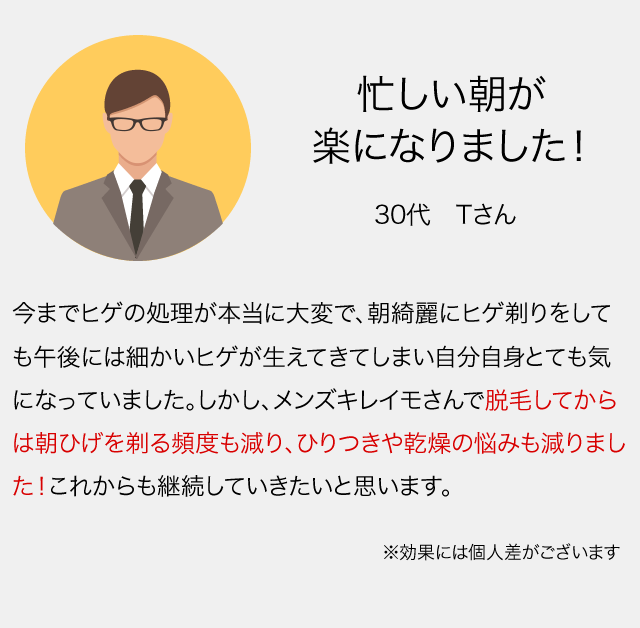 忙しい朝が
楽になりました!
30代　Tさん
今までヒゲの処理が本当に大変で、朝綺麗にヒゲ剃りをして
も午後には細かいヒゲが生えてきてしまい自分自身とても気
になっていました。しかし、メンズキレイモさんで脱毛してから
は朝ひげを剃る頻度も減り、ひりつきや乾燥の悩みも減りまし
た!これからも継続していきたいと思います。
※効果には個人差がございます